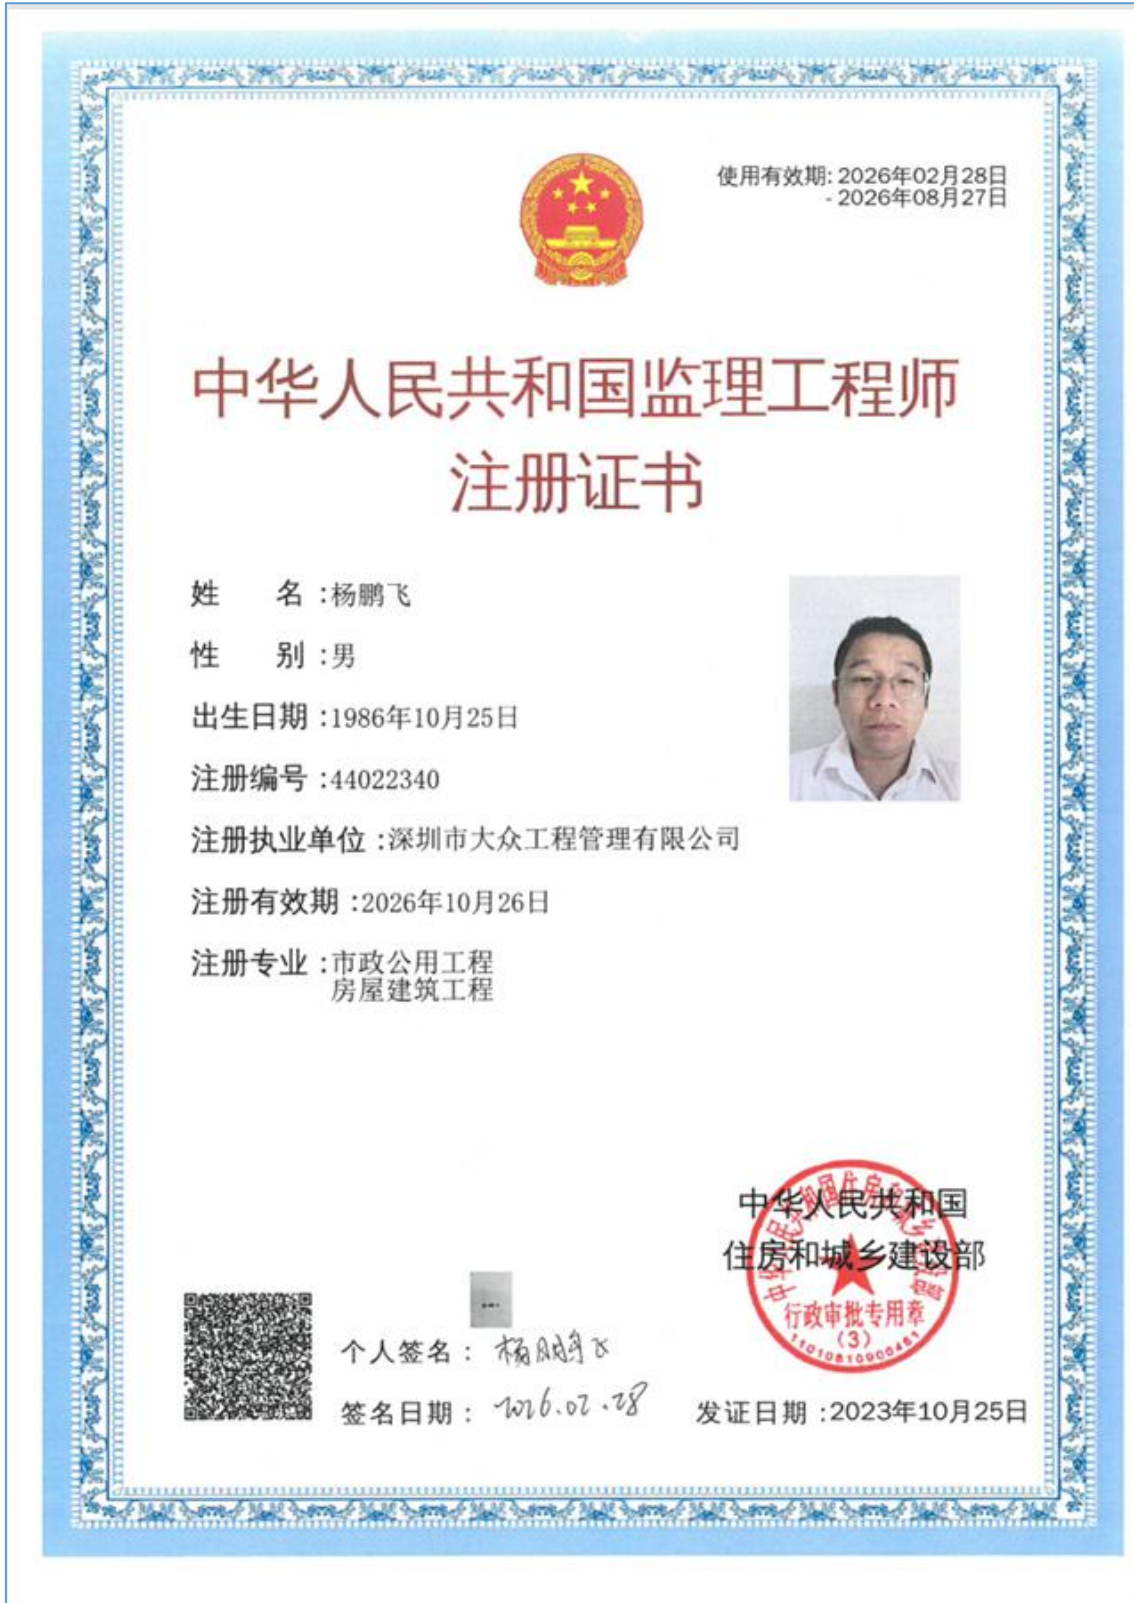 使用有效期: 2026年02月28日
- 2026年08月27日
中华人民共和国监理工程师
注册证书
姓 名 :杨鹏飞
性 别 :男
出生日期 :1986年10月25日
注册编号 :44022340
注册执业单位 :深圳市大众工程管理有限公司
注册有效期 :2026年10月26日
注册专业 :市政公用工程
房屋建筑工程
中华人民共和国
住房和城乡建设部
行政审批专用章
(3)
个人签名: 杨鹏飞
签名日期: 2026.02.28
发证日期 :2023年10月25日